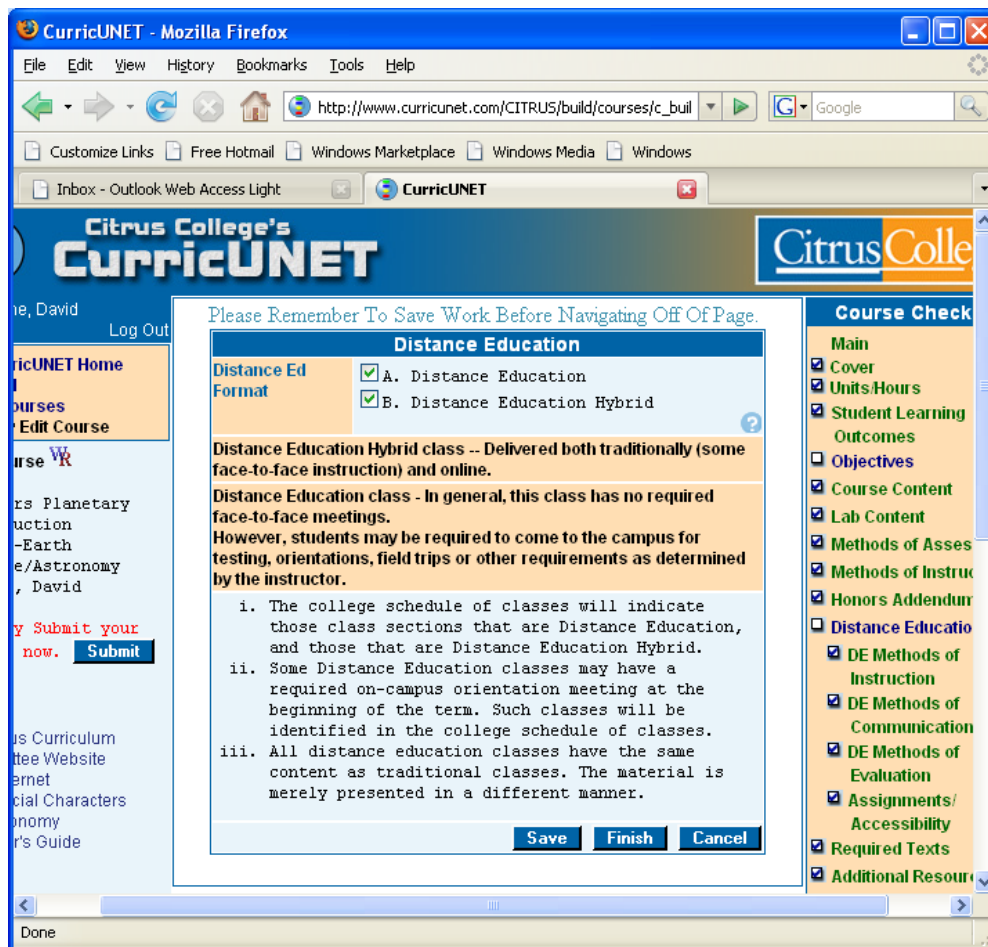 CurricUNET - Mozilla Firefox
File Edit View History Bookmarks Tools Help
http://www.curricunet.com/CITRUS/build/courses/c_buil
G Google
Customize Links Free Hotmail Windows Marketplace Windows Media Windows
Inbox - Outlook Web Access Light
CurricUNET
Citrus College's
CurricUNET
Citrus Colle
ne, David
Log Out
ricUNET Home
ourses
Edit Course
urse WR
rs Planetary
uction
-Earth
e/Astronomy
, David
y Submit your
now. Submit
us Curriculum
ttee Website
ernet
cial Characters
onomy
r's Guide
Please Remember To Save Work Before Navigating Off Of Page.
Distance Education
Distance Ed
Format
A. Distance Education
B. Distance Education Hybrid
?
Distance Education Hybrid class -- Delivered both traditionally (some
face-to-face instruction) and online.
Distance Education class - In general, this class has no required
face-to-face meetings.
However, students may be required to come to the campus for
testing, orientations, field trips or other requirements as determined
by the instructor.
i. The college schedule of classes will indicate
those class sections that are Distance Education,
and those that are Distance Education Hybrid.
ii. Some Distance Education classes may have a
required on-campus orientation meeting at the
beginning of the term. Such classes will be
identified in the college schedule of classes.
iii. All distance education classes have the same
content as traditional classes. The material is
merely presented in a different manner.
Save Finish Cancel
Course Check
Main
Cover
Units/Hours
Student Learning
Outcomes
Objectives
Course Content
Lab Content
Methods of Asses
Methods of Instruc
Honors Addendum
Distance Educatio
DE Methods of
Instruction
DE Methods of
Communication
DE Methods of
Evaluation
Assignments/
Accessibility
Required Texts
Additional Resour
Done